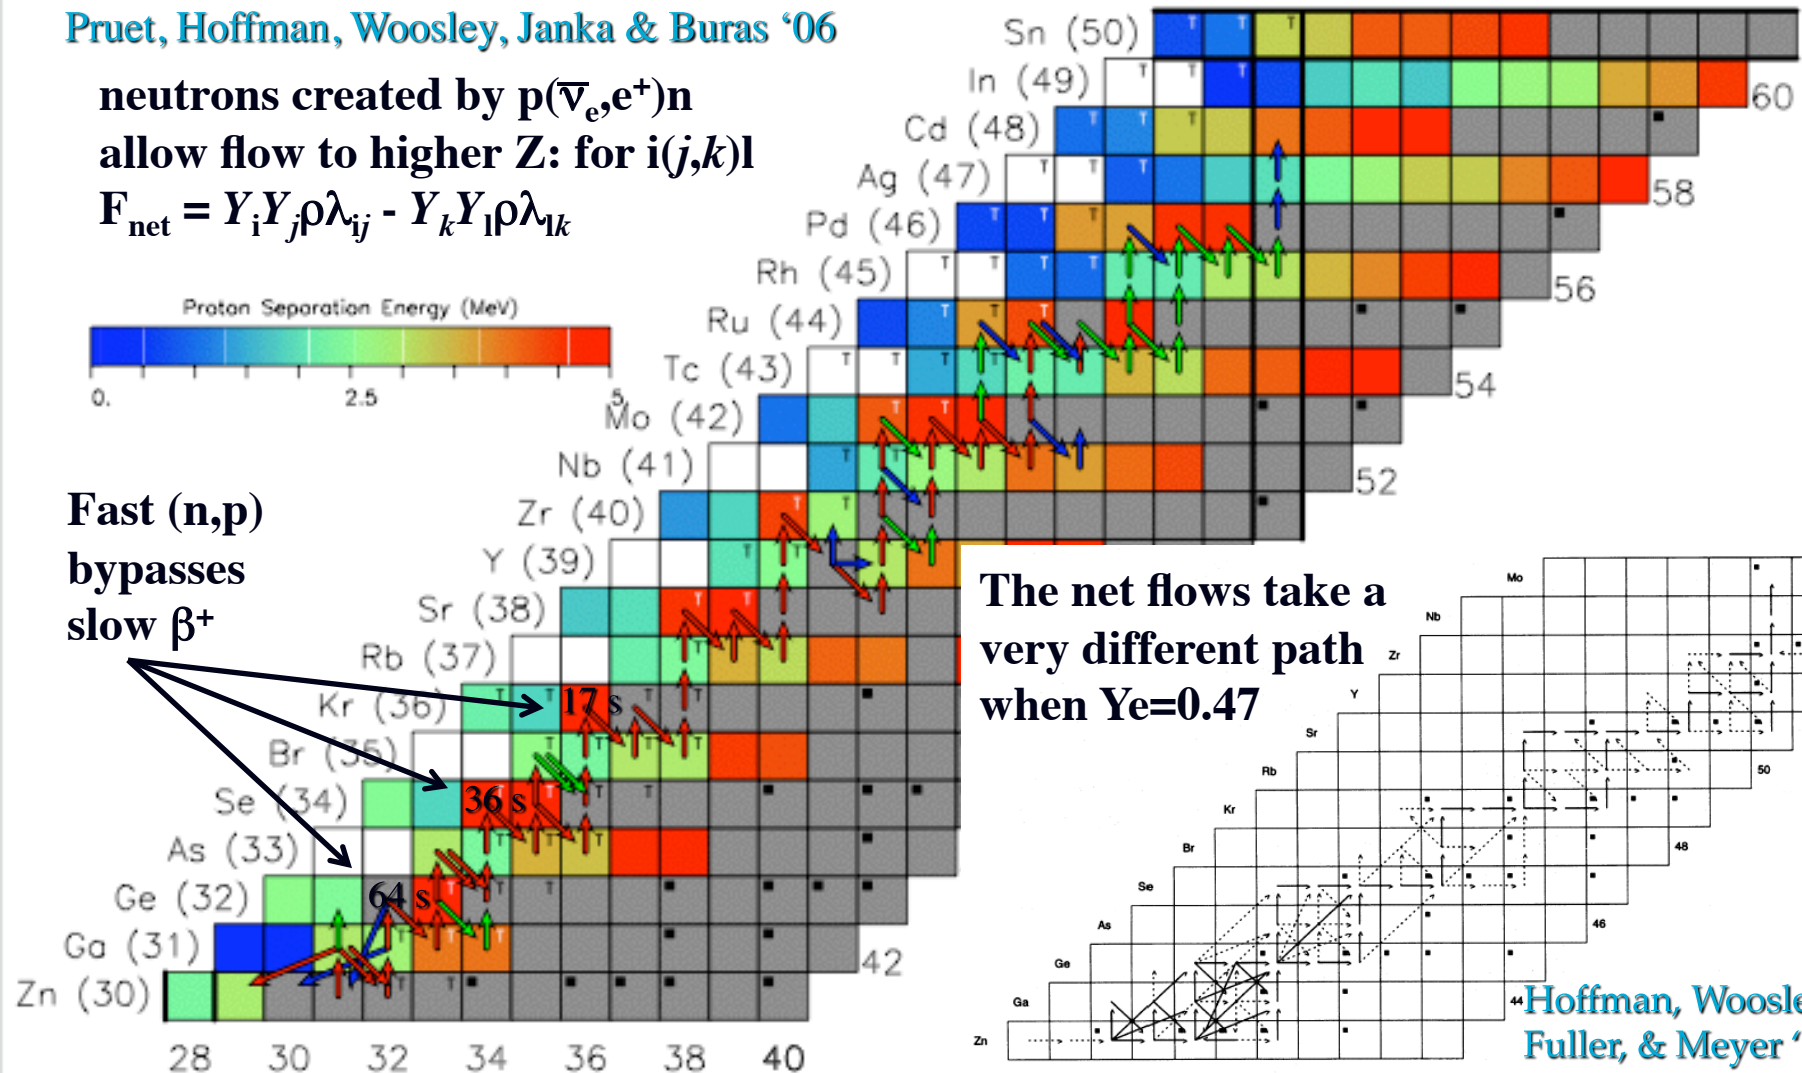 Pruet, Hoffman, Woosley, Janka & Buras ‘06
neutrons created by p(ν̅e,e+)n
allow flow to higher Z: for i(j,k)l
Fnet = YiYjρλij - YkYlρλlk
Proton Separation Energy (MeV)
0. 2.5 5.
Sn (50)
In (49)
60
Cd (48)
Ag (47)
58
Pd (46)
Rh (45)
56
Ru (44)
Tc (43)
54
Mo (42)
Nb (41)
52
Zr (40)
Y (39)
Sr (38)
Rb (37)
Kr (36)
17 s
Br (35)
Se (34)
36 s
As (33)
Ge (32)
64 s
Ga (31)
42
Zn (30)
28 30 32 34 36 38 40
Fast (n,p)
bypasses
slow β+
The net flows take a
very different path
when Ye=0.47
Mo
Nb
Zr
Y
Sr
Rb
50
Kr
Br
48
Se
As
46
Ge
Ga
44
Zn
Hoffman, Woosle
Fuller, & Meyer ‘